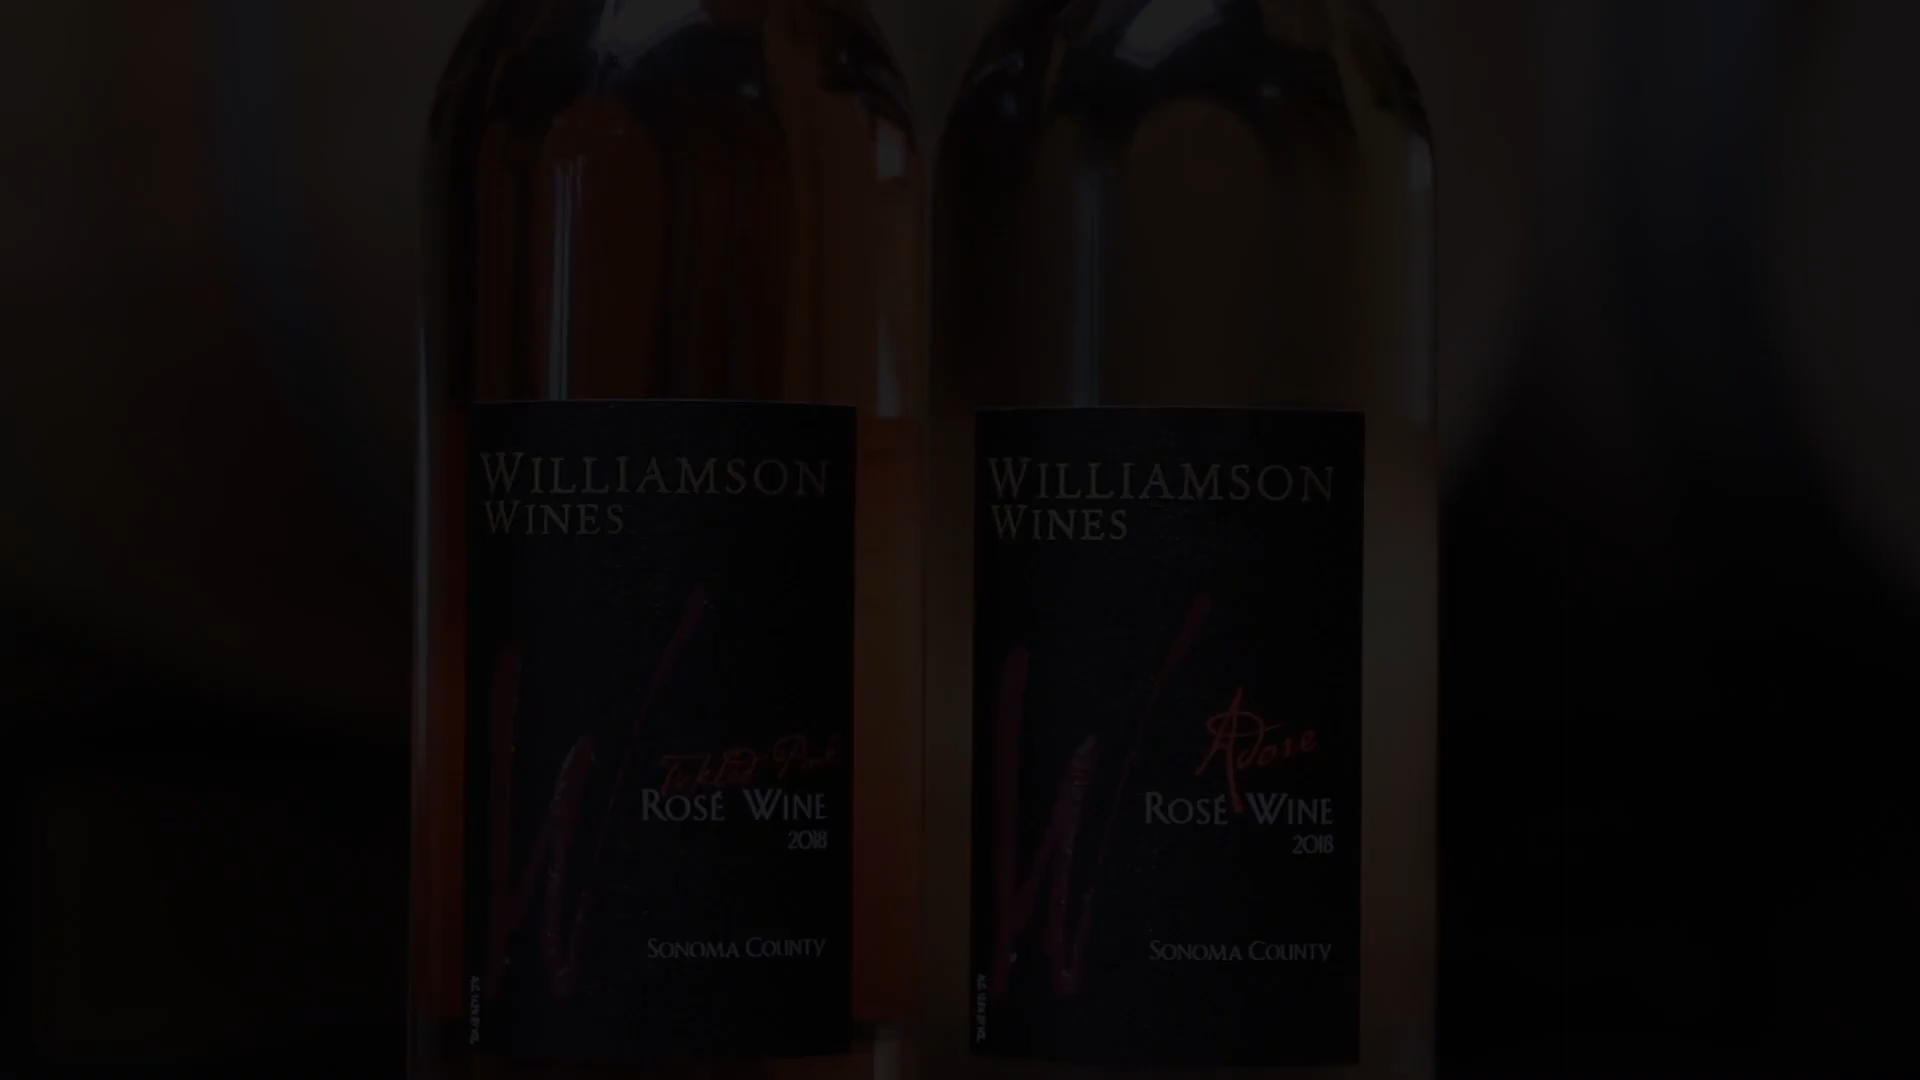 WILLIAMSON
WINES
Tickled Pink
ROSÉ WINE
2018
SONOMA COUNTY
WILLIAMSON
WINES
Adore
ROSÉ WINE
2018
SONOMA COUNTY